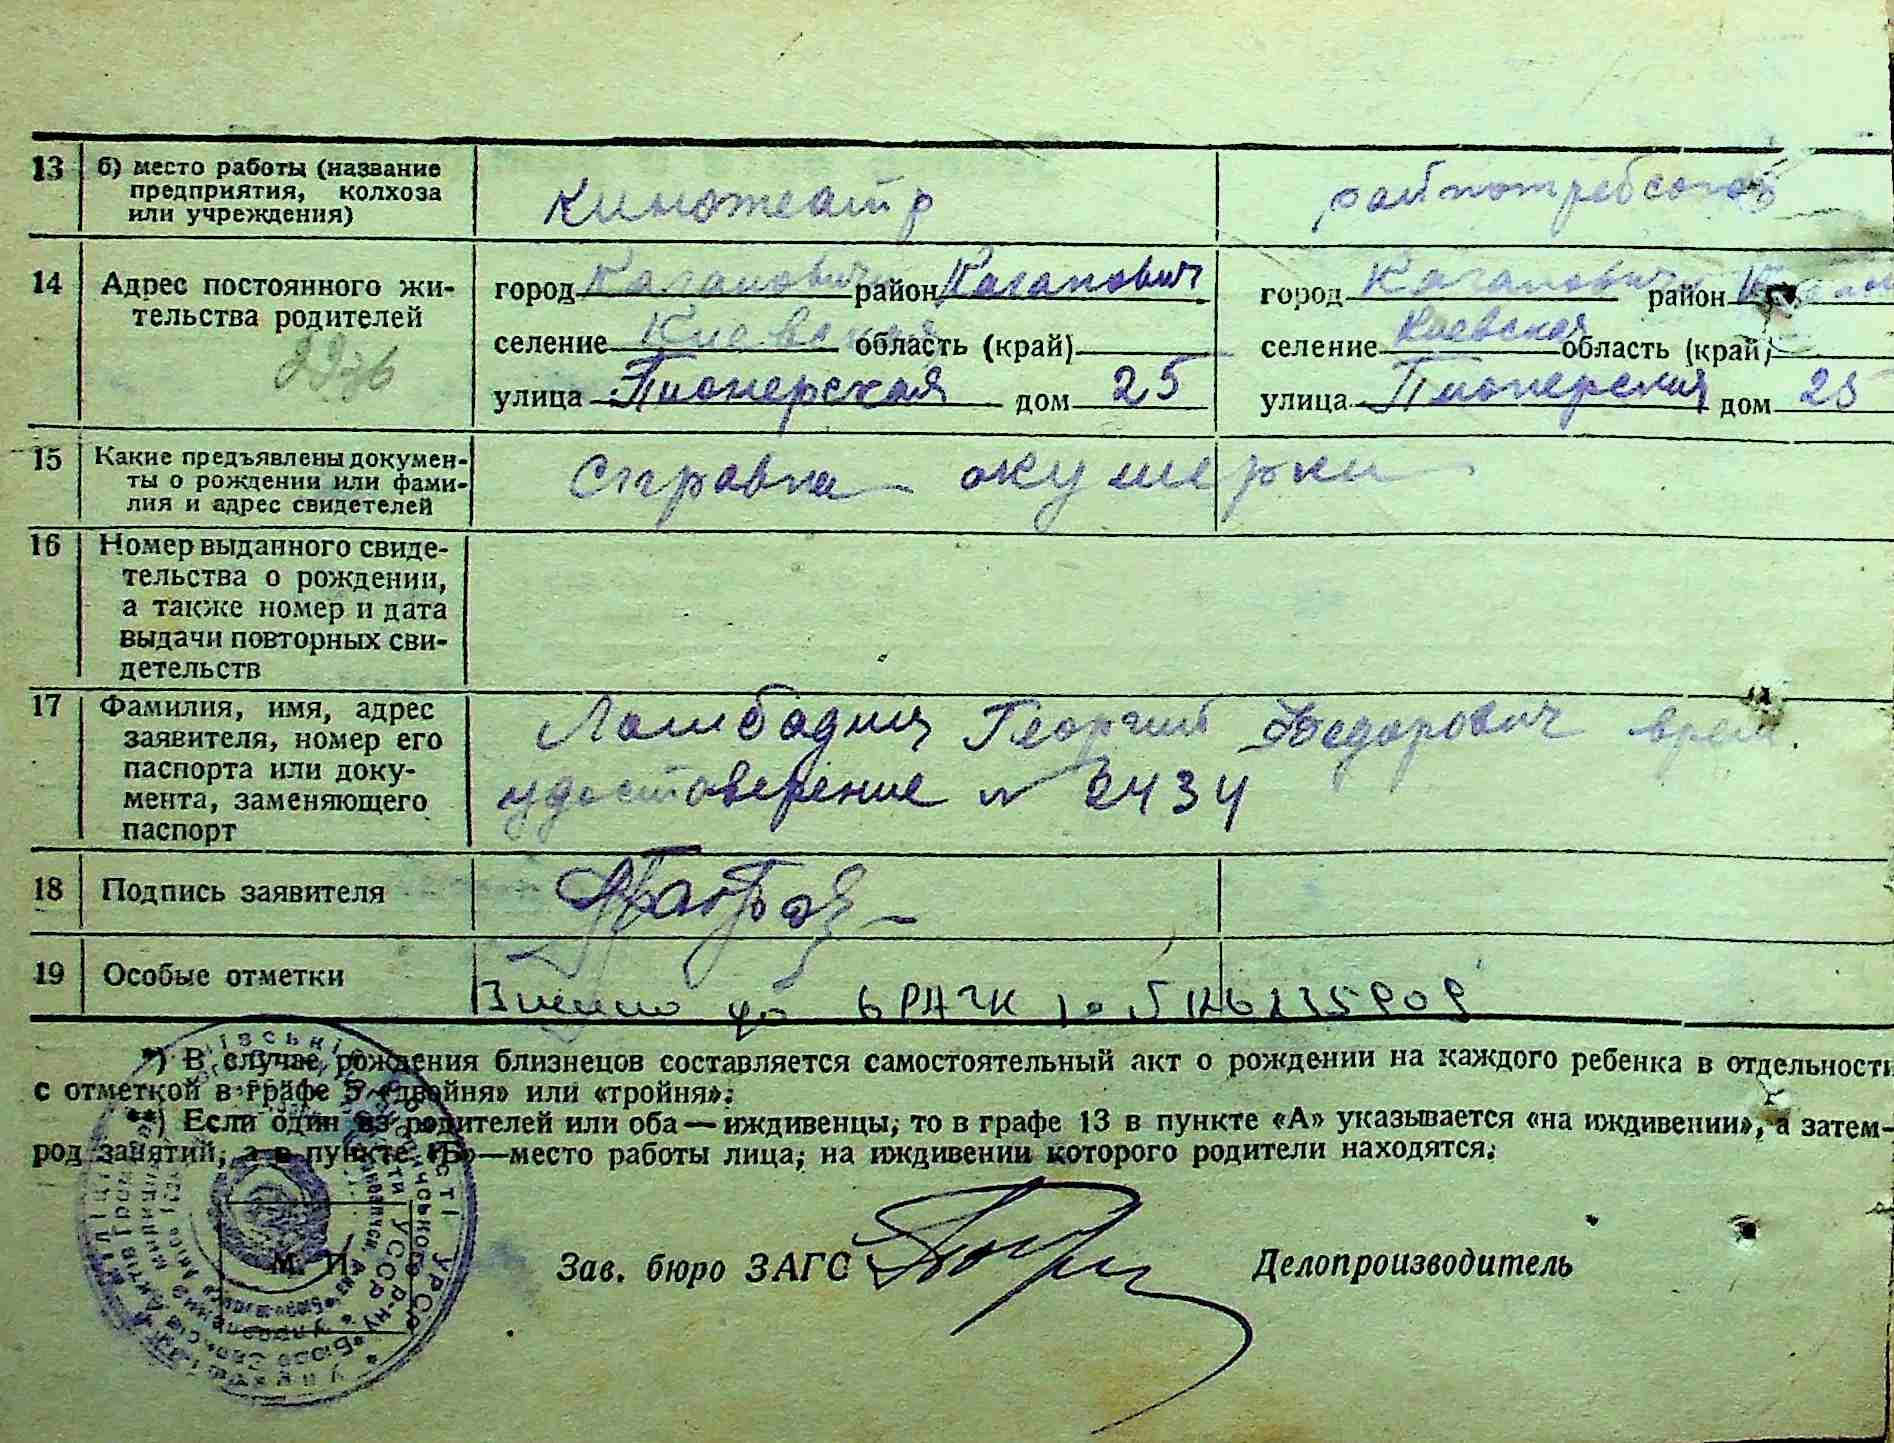 13 б) место работы (название предприятия, колхоза или учреждения) кинотеатр райпотребсоюз
14 Адрес постоянного жительства родителей
город Каганович район Каганович город Каганович район
селение Киевская область (край) селение Киевская область (край)
улица Пионерская дом 25 улица Пионерская дом 25
15 Какие предъявлены документы о рождении или фамилия и адрес свидетелей справка окушерки
16 Номер выданного свидетельства о рождении, а также номер и дата выдачи повторных свидетельств
17 Фамилия, имя, адрес заявителя, номер его паспорта или документа, заменяющего паспорт
Георгий Федорович врем.
удостоверение № 2434
18 Подпись заявителя
19 Особые отметки
Внесено до
*) В случае рождения близнецов составляется самостоятельный акт о рождении на каждого ребенка в отдельности
с отметкой в графе 5 «двойня» или «тройня».
**) Если один из родителей или оба — иждивенцы, то в графе 13 в пункте «А» указывается «на иждивении», а затем—
род занятий, а в пункте «Б»—место работы лица, на иждивении которого родители находятся.
М. П.
Зав. бюро ЗАГС Делопроизводитель